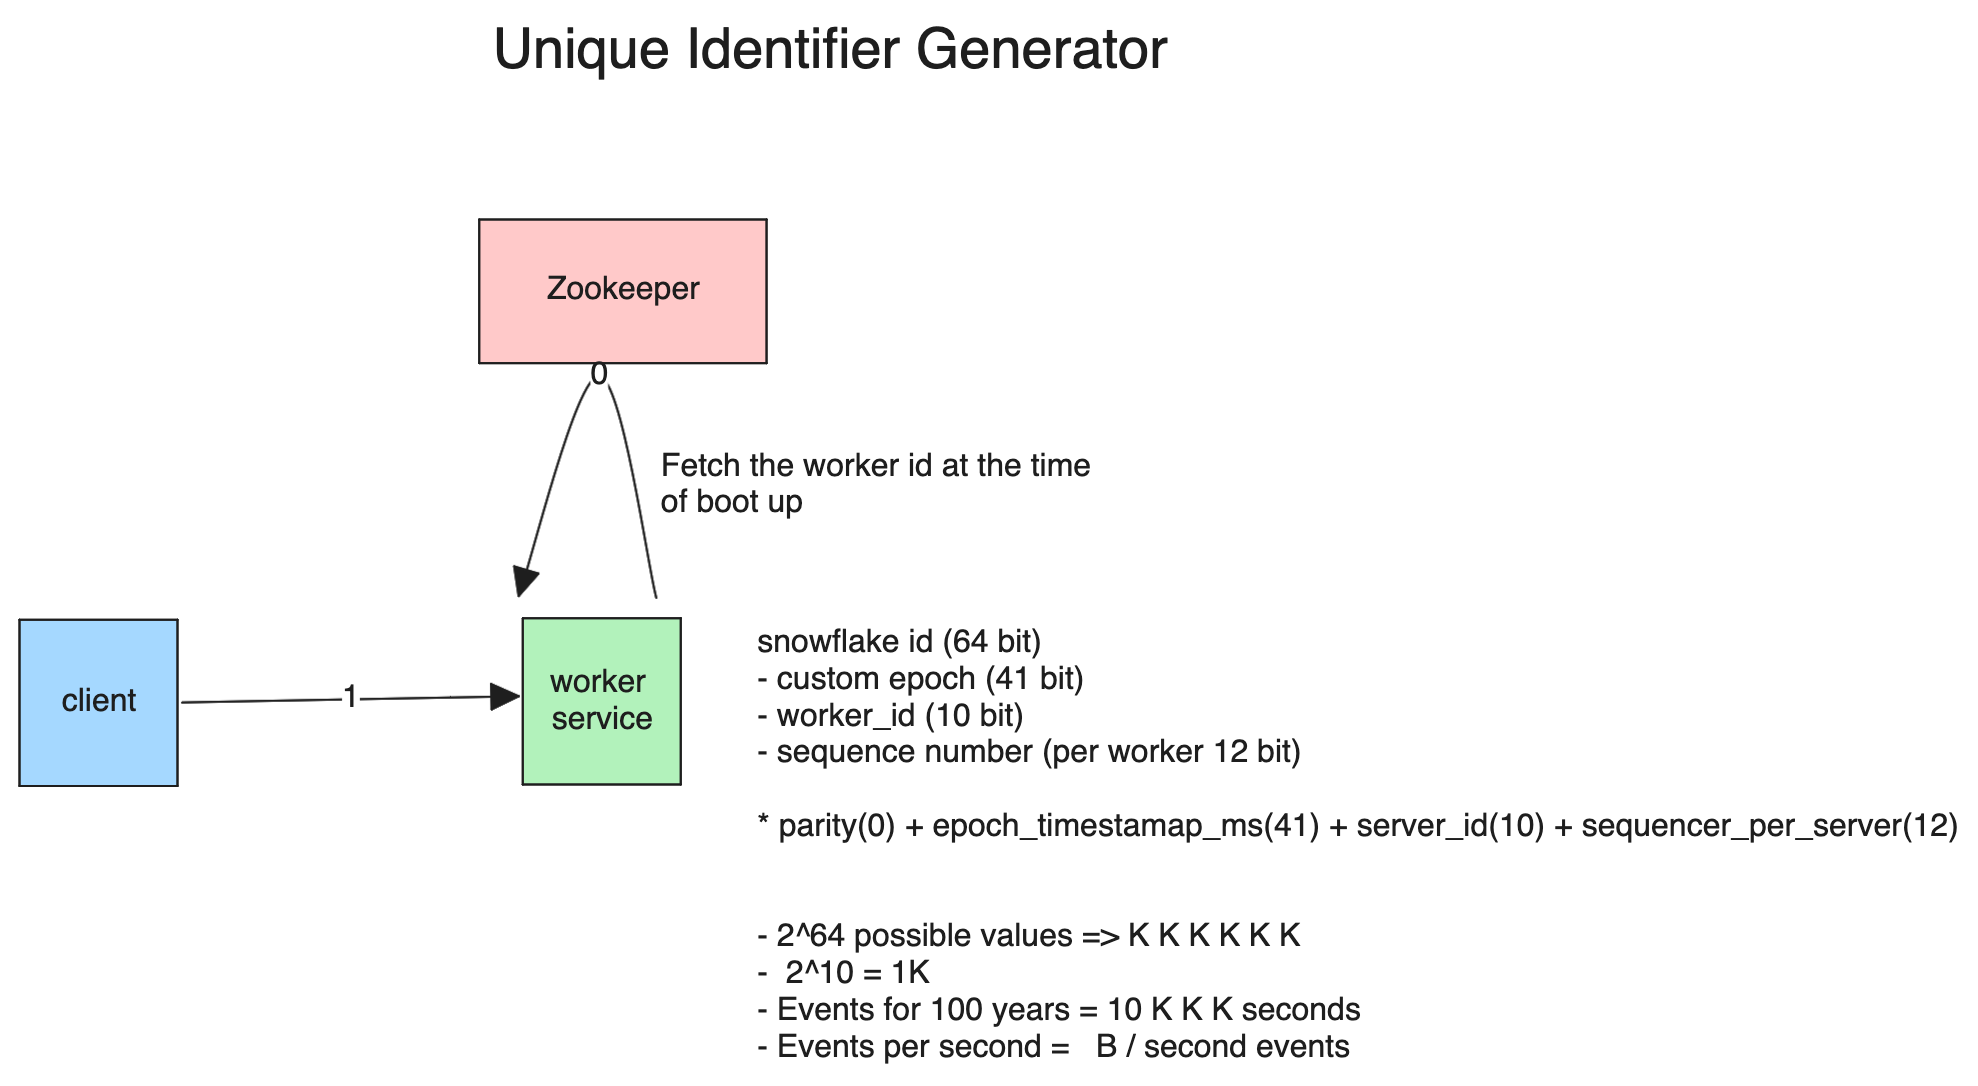 Unique Identifier Generator
Zookeeper
0
Fetch the worker id at the time
of boot up
client
1
worker
service
snowflake id (64 bit)
- custom epoch (41 bit)
- worker_id (10 bit)
- sequence number (per worker 12 bit)
* parity(0) + epoch_timestamap_ms(41) + server_id(10) + sequencer_per_server(12)
- 2^64 possible values => K K K K K K
- 2^10 = 1K
- Events for 100 years = 10 K K K seconds
- Events per second = B / second events